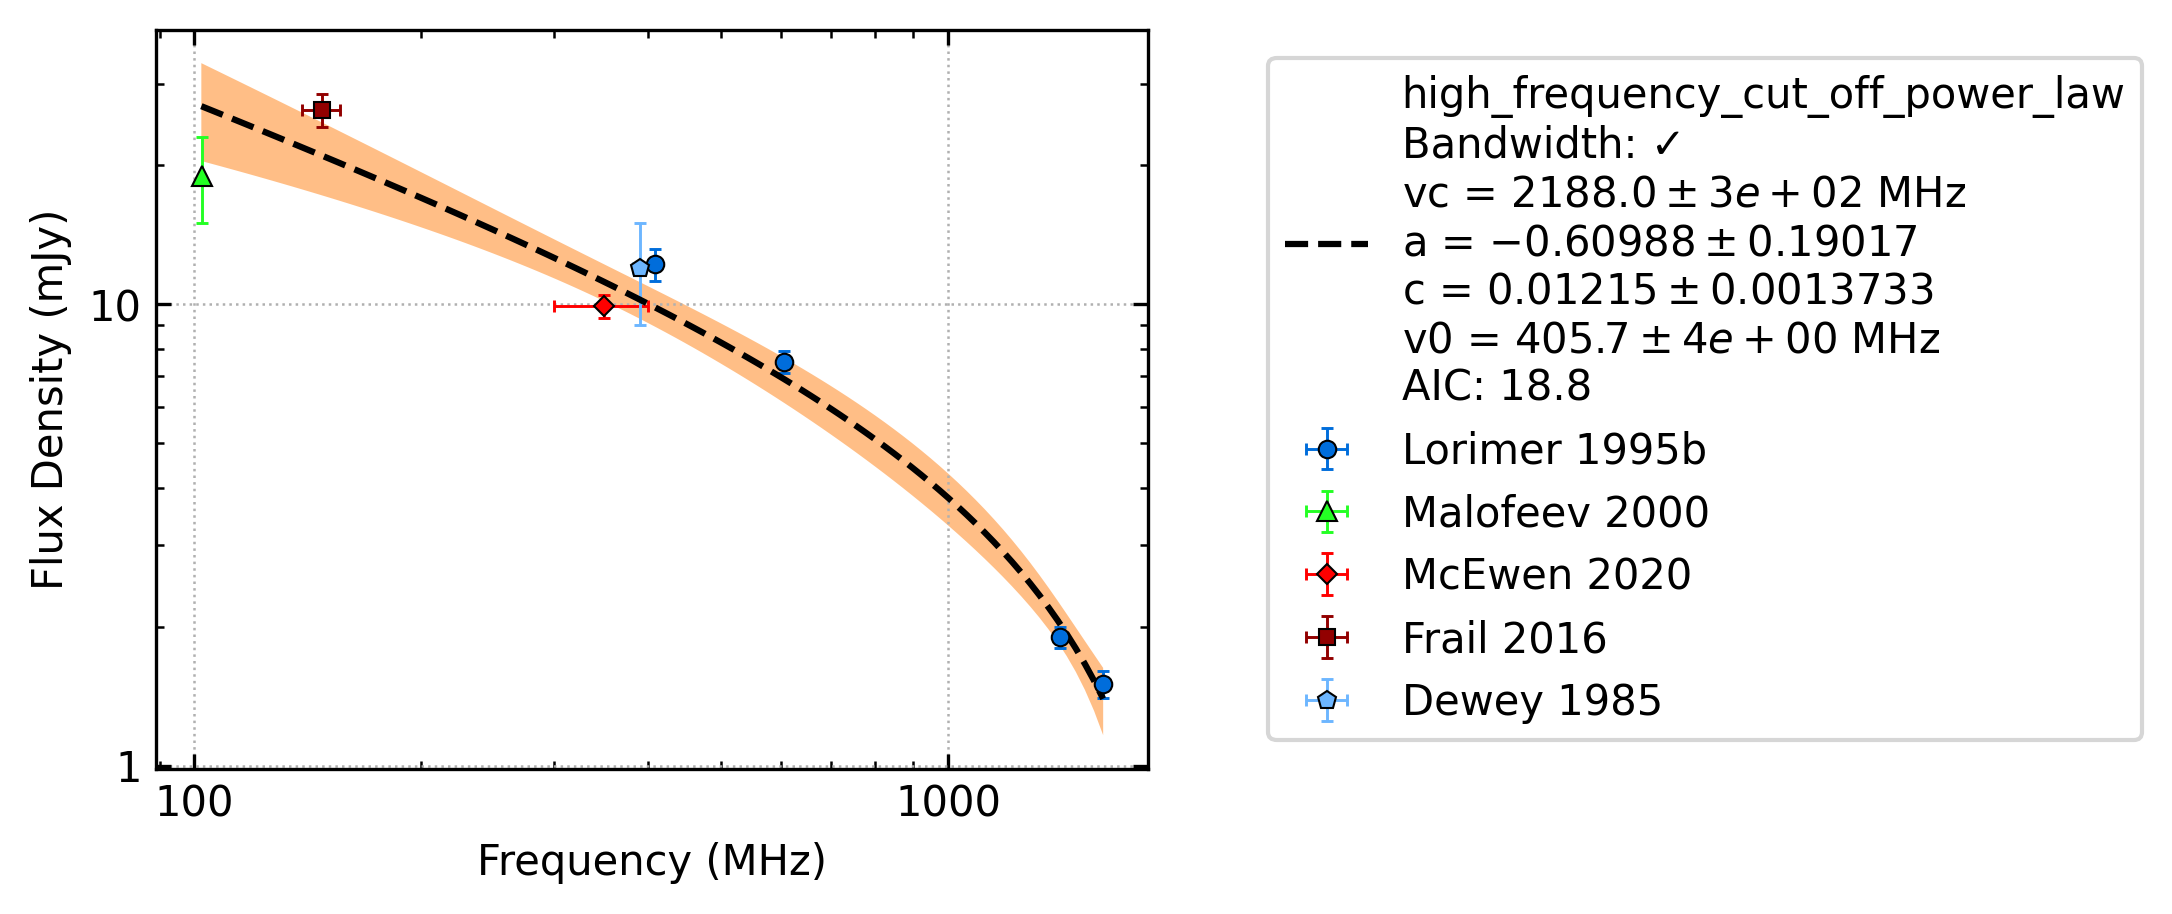 Flux Density (mJy)
10
1
100
1000
Frequency (MHz)
high_frequency_cut_off_power_law
Bandwidth: ✓
vc = 2188.0 ± 3e + 02 MHz
a = −0.60988 ± 0.19017
c = 0.01215 ± 0.0013733
v0 = 405.7 ± 4e + 00 MHz
AIC: 18.8
Lorimer 1995b
Malofeev 2000
McEwen 2020
Frail 2016
Dewey 1985